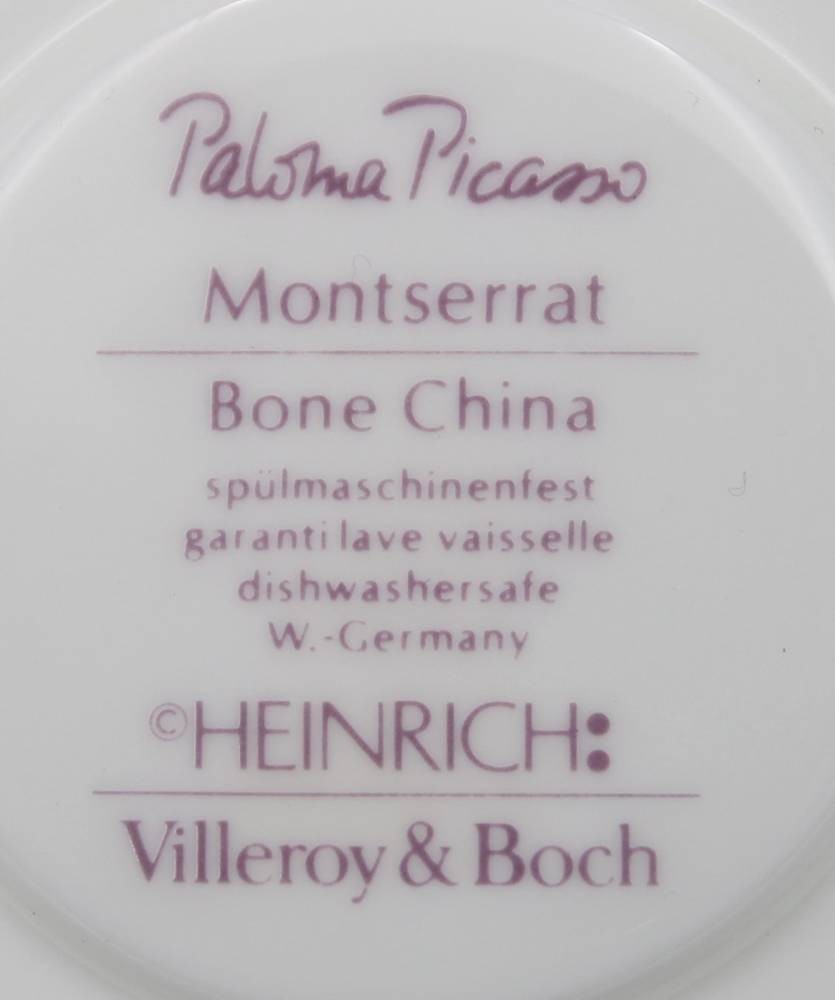 Paloma Picasso
Montserrat
Bone China
spülmaschinenfest
garanti lave vaisselle
dishwashersafe
W.-Germany
©HEINRICH:
Villeroy & Boch